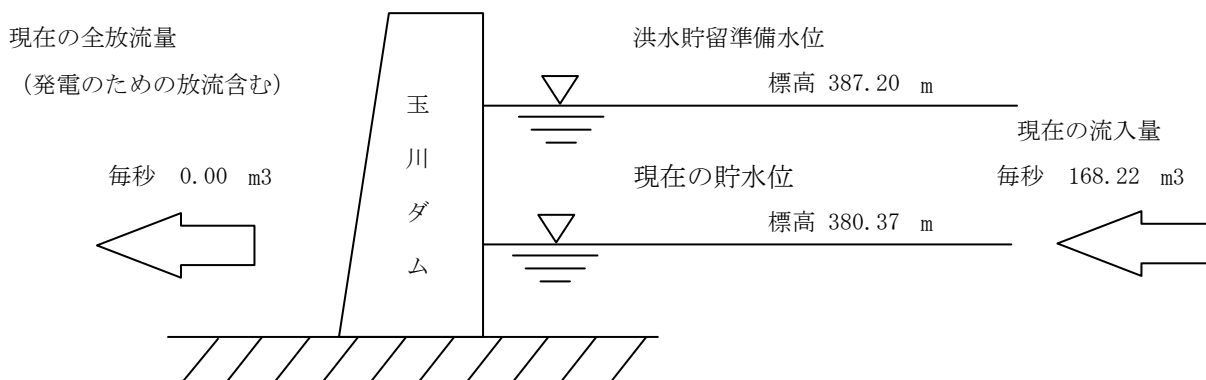 現在の全放流量
（発電のための放流含む）
毎秒 0.00 m3
玉川ダム
洪水貯留準備水位
標高 387.20 m
現在の貯水位
標高 380.37 m
現在の流入量
毎秒 168.22 m3